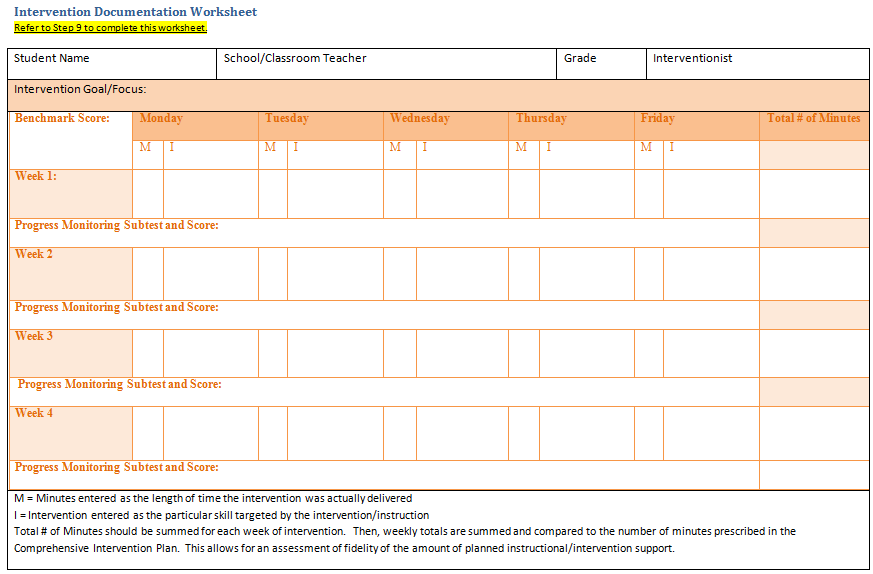 Intervention Documentation Worksheet
Refer to Step 9 to complete this worksheet.
Student Name School/Classroom Teacher Grade Interventionist
Intervention Goal/Focus:
Benchmark Score: Monday Tuesday Wednesday Thursday Friday Total # of Minutes
M I M I M I M I M I
Week 1:
Progress Monitoring Subtest and Score:
Week 2
Progress Monitoring Subtest and Score:
Week 3
Progress Monitoring Subtest and Score:
Week 4
Progress Monitoring Subtest and Score:
M = Minutes entered as the length of time the intervention was actually delivered
I = Intervention entered as the particular skill targeted by the intervention/instruction
Total # of Minutes should be summed for each week of intervention. Then, weekly totals are summed and compared to the number of minutes prescribed in the
Comprehensive Intervention Plan. This allows for an assessment of fidelity of the amount of planned instructional/intervention support.